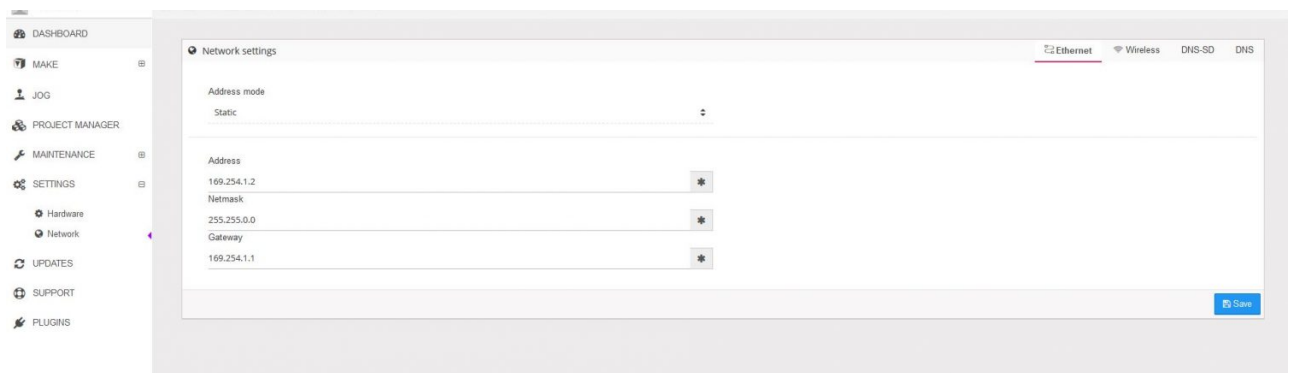 DASHBOARD
MAKE
JOG
PROJECT MANAGER
MAINTENANCE
SETTINGS
Hardware
Network
UPDATES
SUPPORT
PLUGINS
Network settings
Ethernet Wireless DNS-SD DNS
Address mode
Static
Address
169.254.1.2
Netmask
255.255.0.0
Gateway
169.254.1.1
Save